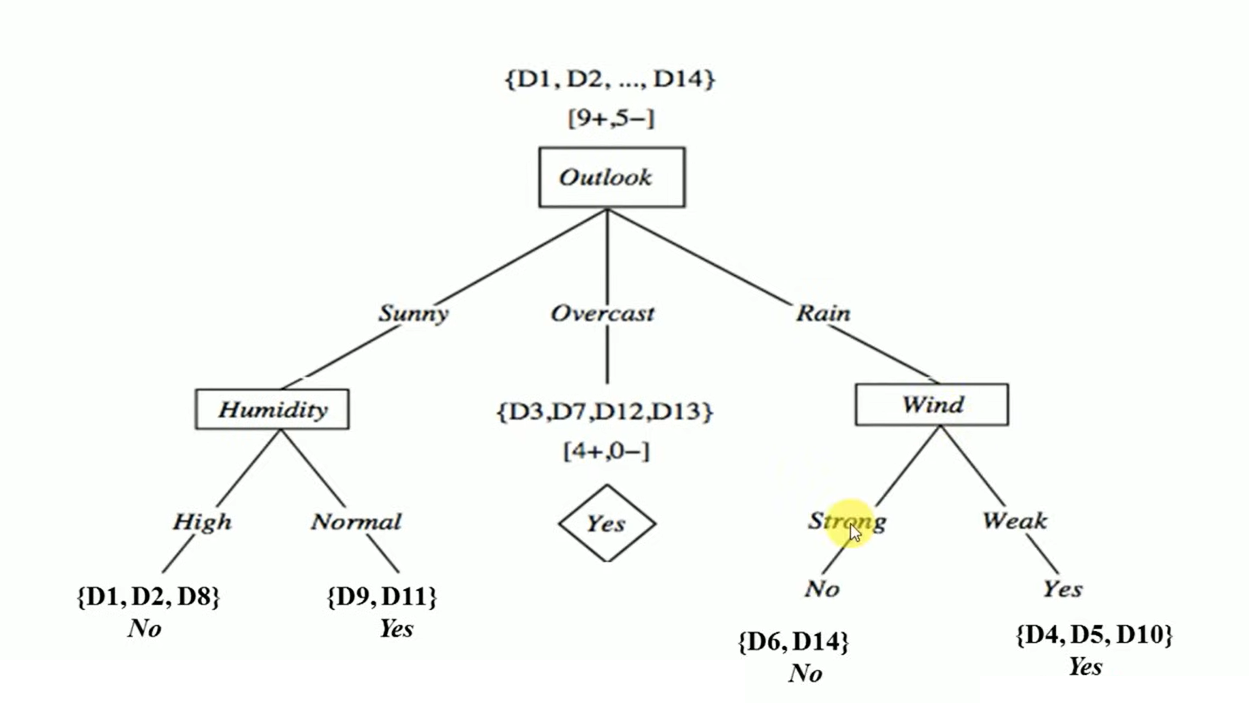 {D1, D2, ..., D14}
[9+,5−]
Outlook
Sunny
Overcast
Rain
Humidity
{D3,D7,D12,D13}
[4+,0−]
Wind
High
Normal
Yes
Strong
Weak
{D1, D2, D8}
No
{D9, D11}
Yes
No
Yes
{D6, D14}
No
{D4, D5, D10}
Yes